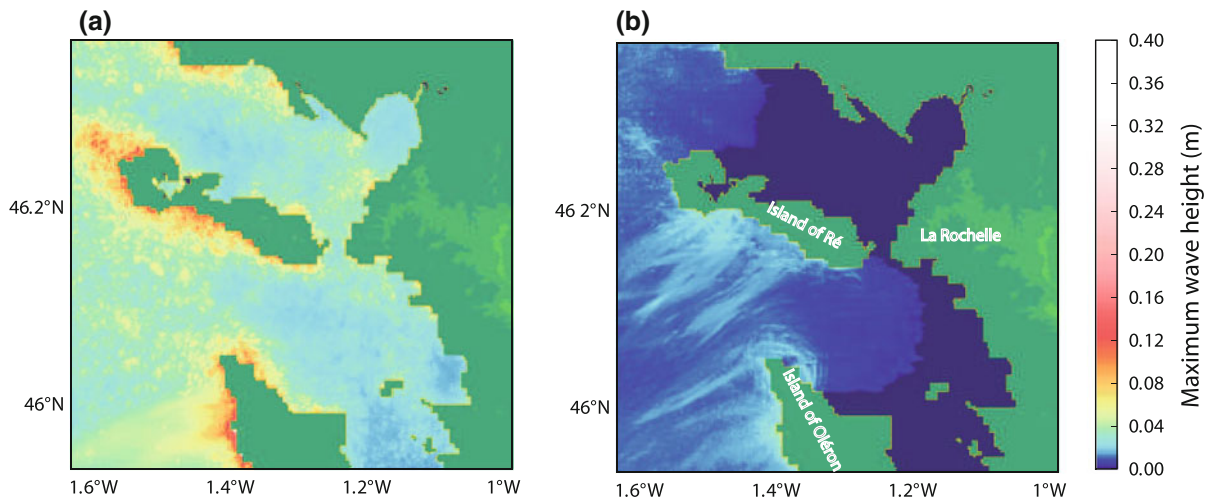 (a)
(b)
46.2°N
46°N
1.6°W
1.4°W
1.2°W
1°W
46.2°N
46°N
1.6°W
1.4°W
1.2°W
1°W
Island of Ré
La Rochelle
Island of Oléron
0.40
0.36
0.32
0.28
0.24
0.20
0.16
0.12
0.08
0.04
0.00
Maximum wave height (m)